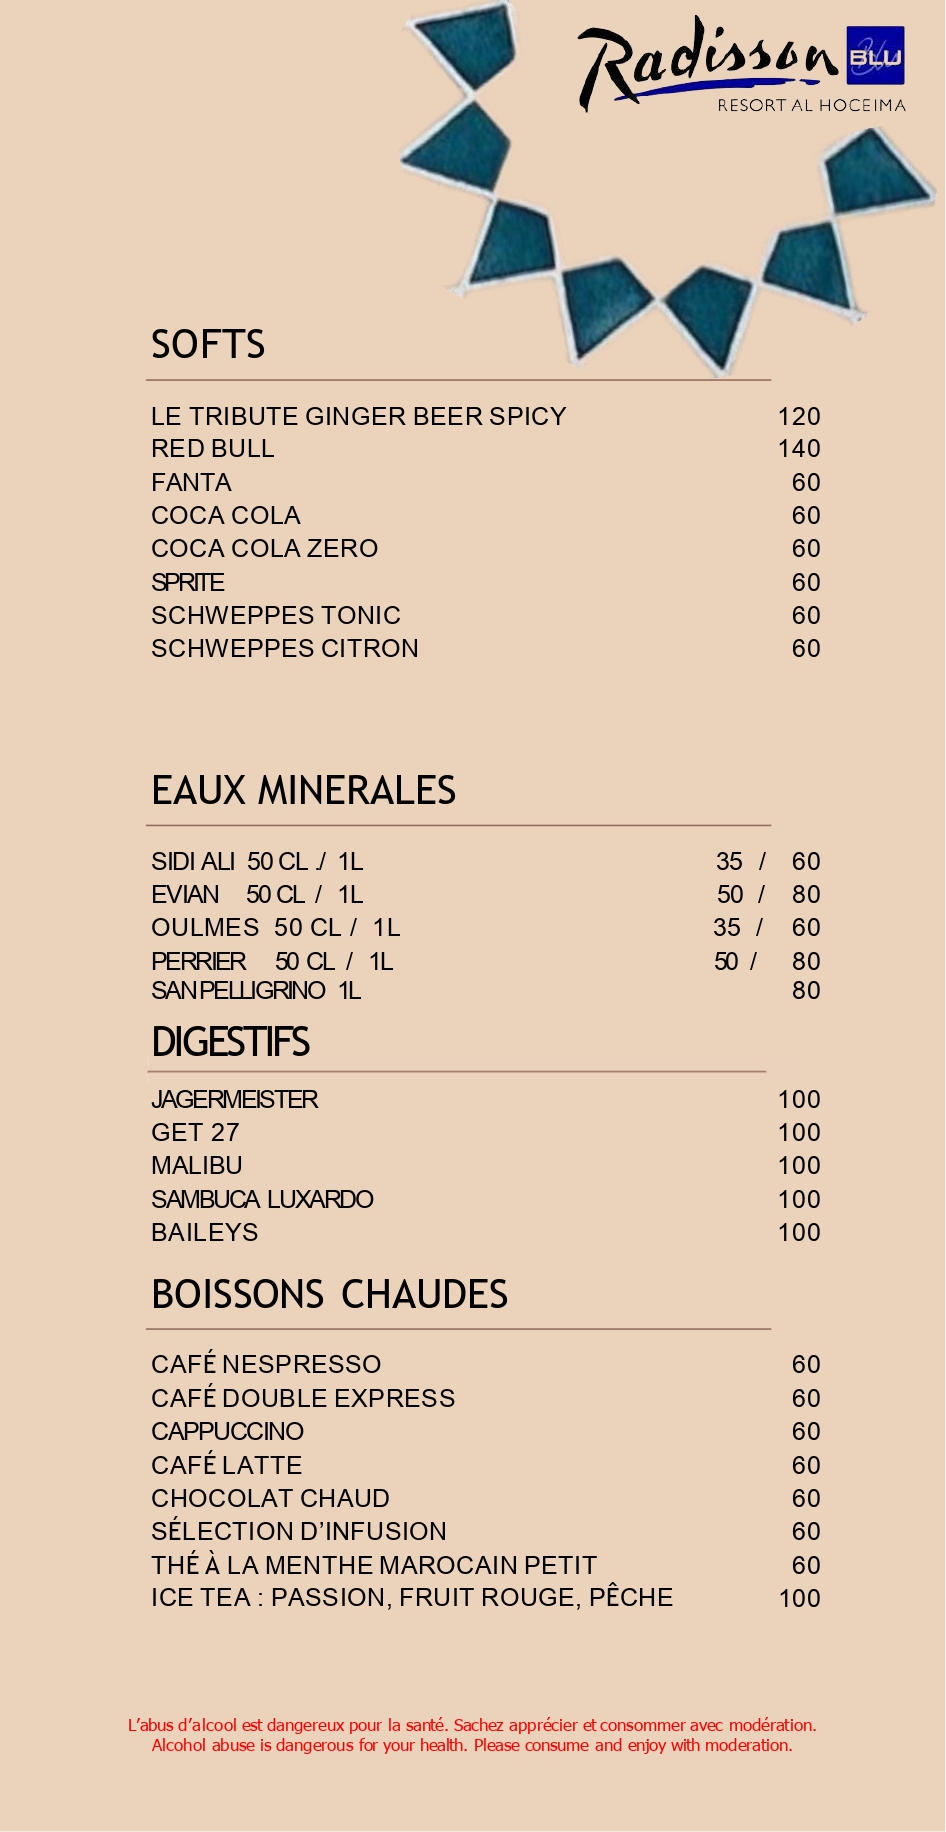 Radisson BLU
RESORT AL HOCEIMA
SOFTS
LE TRIBUTE GINGER BEER SPICY 120
RED BULL 140
FANTA 60
COCA COLA 60
COCA COLA ZERO 60
SPRITE 60
SCHWEPPES TONIC 60
SCHWEPPES CITRON 60
EAUX MINERALES
SIDI ALI 50 CL ./ 1L 35 / 60
EVIAN 50 CL / 1L 50 / 80
OULMES 50 CL / 1L 35 / 60
PERRIER 50 CL / 1L 50 / 80
SAN PELLIGRINO 1L 80
DIGESTIFS
JAGERMEISTER 100
GET 27 100
MALIBU 100
SAMBUCA LUXARDO 100
BAILEYS 100
BOISSONS CHAUDES
CAFÉ NESPRESSO 60
CAFÉ DOUBLE EXPRESS 60
CAPPUCCINO 60
CAFÉ LATTE 60
CHOCOLAT CHAUD 60
SÉLECTION D’INFUSION 60
THÉ À LA MENTHE MAROCAIN PETIT 60
ICE TEA : PASSION, FRUIT ROUGE, PÊCHE 100
L’abus d’alcool est dangereux pour la santé. Sachez apprécier et consommer avec modération.
Alcohol abuse is dangerous for your health. Please consume and enjoy with moderation.